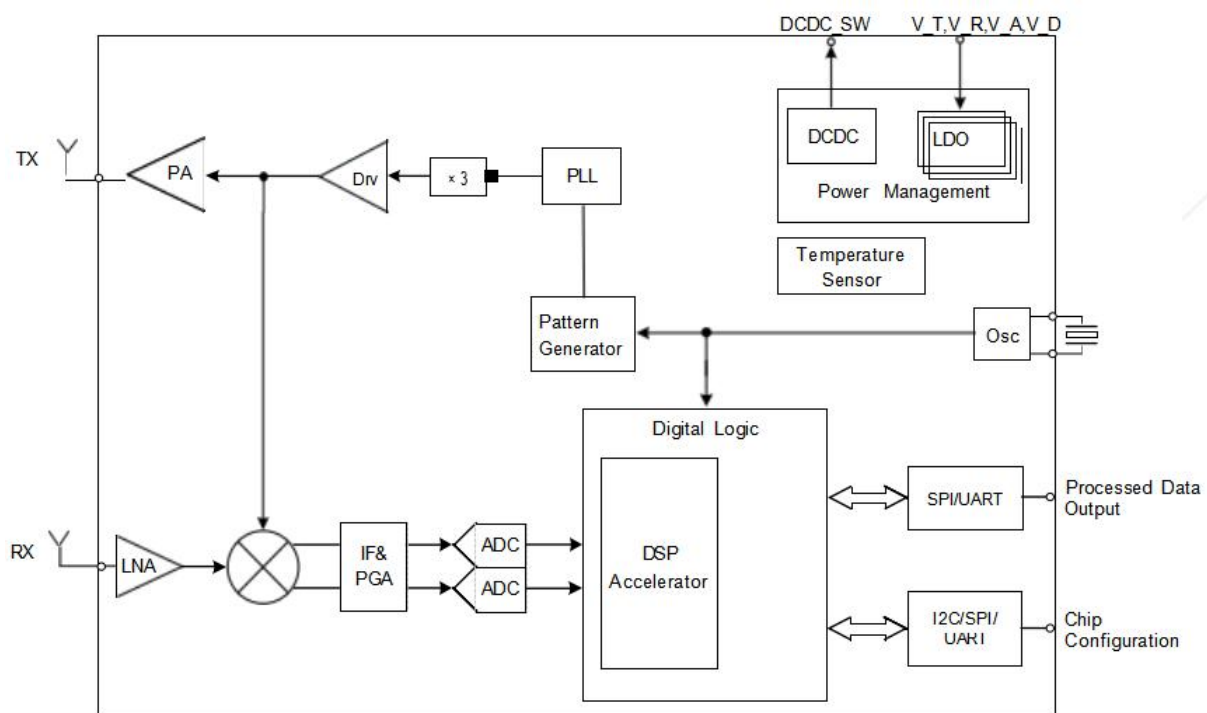 DCDC_SW
V_T,V_R,V_A,V_D
DCDC
LDO
Power Management
TX
PA
Drv
× 3
PLL
Temperature
Sensor
Pattern
Generator
Osc
Digital Logic
SPI/UART
Processed Data
Output
RX
LNA
IF&
PGA
ADC
ADC
DSP
Accelerator
I2C/SPI/
UART
Chip
Configuration